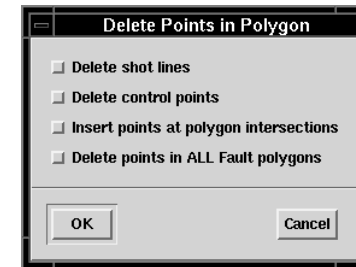 Delete Points in Polygon
Delete shot lines
Delete control points
Insert points at polygon intersections
Delete points in ALL Fault polygons
OK
Cancel